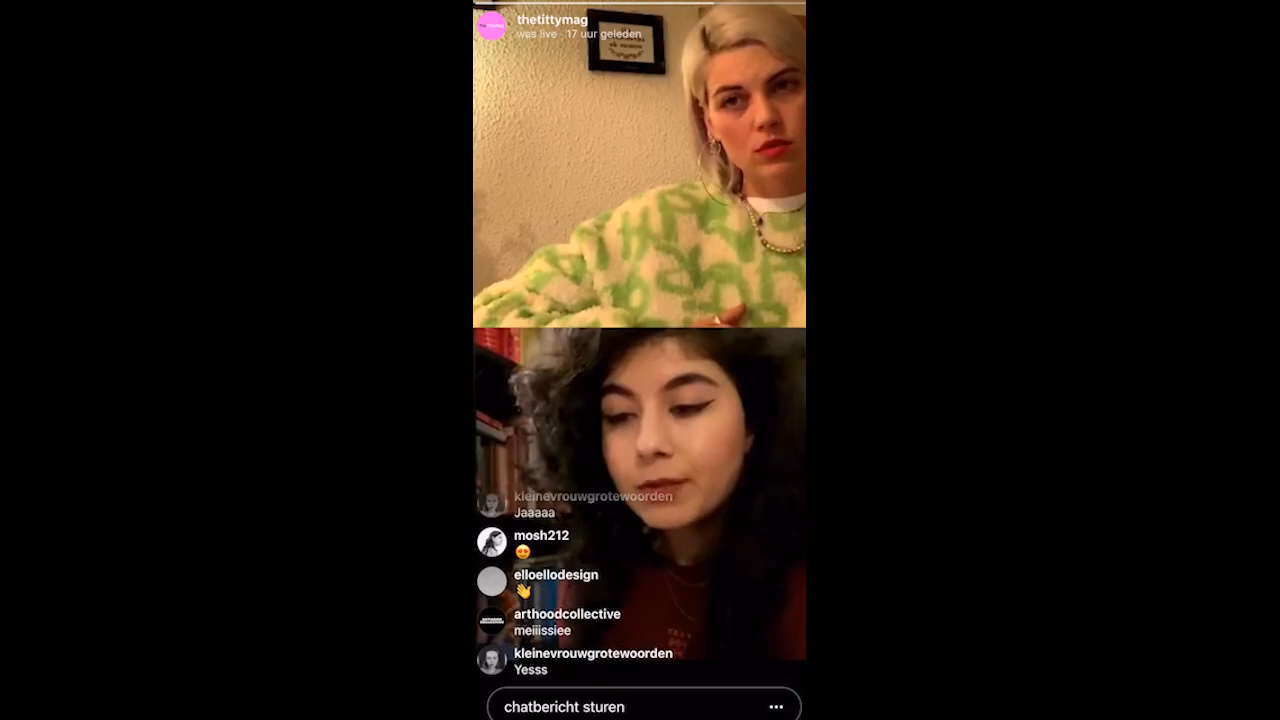 thetittymag
was live · 17 uur geleden
kleinevrouwgrotewoorden
Jaaaaa
mosh212
😍
elloellodesign
👋
arthoodcollective
meiiissiee
kleinevrouwgrotewoorden
Yesss
chatbericht sturen